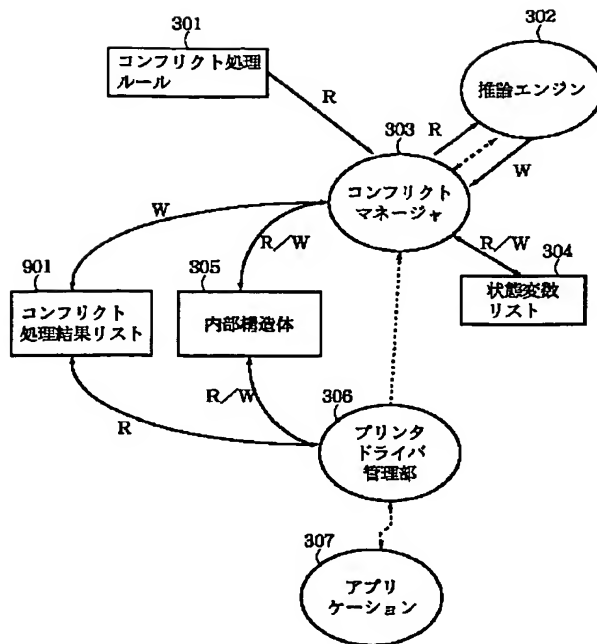 301
コンフリクト処理
ルール
R
302
推論エンジン
R
W
303
コンフリクト
マネージャ
W
R/W
R/W
304
状態変数
リスト
901
コンフリクト
処理結果リスト
305
内部構造体
R
R/W
306
プリンタ
ドライバ
管理部
307
アプリ
ケーション